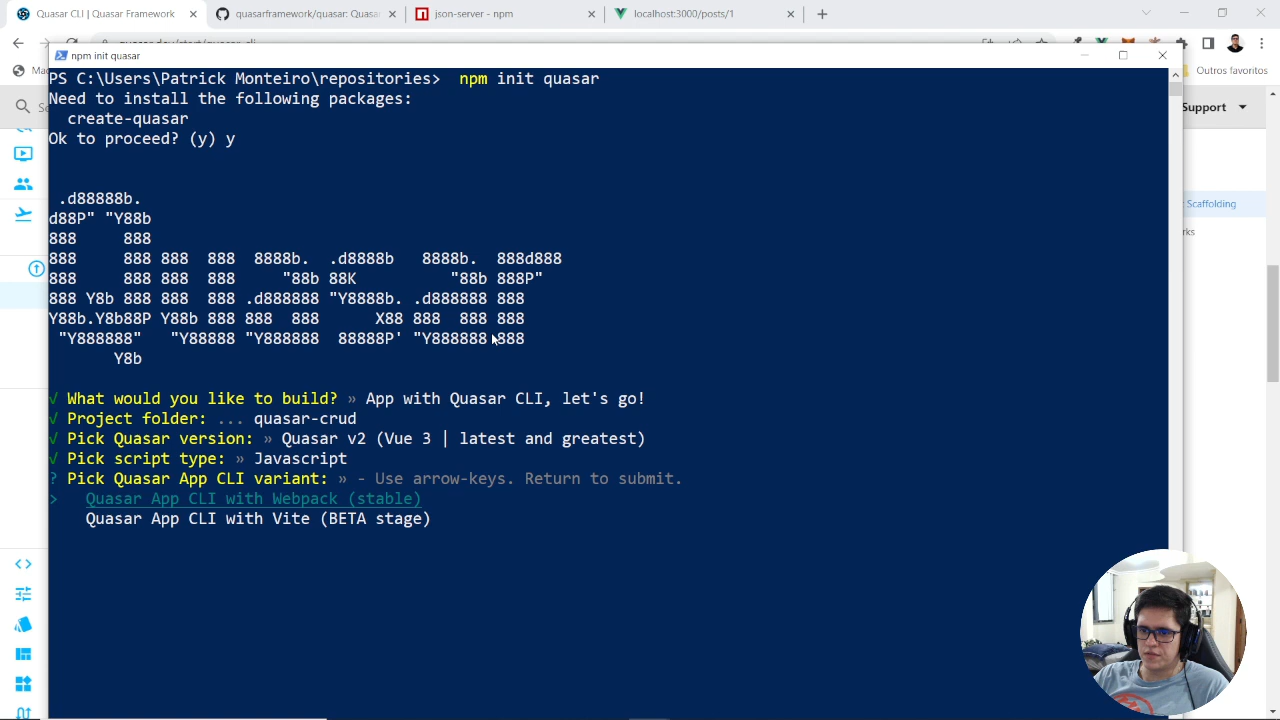 Quasar CLI | Quasar Framework
quasarframework/quasar: Quasar
json-server - npm
localhost:3000/posts/1
quasar.dev/start/quasar-cli
Outros favoritos
npm init quasar
Support
Scaffolding
PS C:\Users\Patrick Monteiro\repositories>  npm init quasar
Need to install the following packages:
  create-quasar
Ok to proceed? (y) y
 .d88888b.
d88P" "Y88b
888     888
888     888 888  888  8888b.  .d8888b   8888b.  888d888
888     888 888  888     "88b 88K          "88b 888P"
888 Y8b 888 888  888 .d888888 "Y8888b. .d888888 888
Y88b.Y8b88P Y88b 888 888  888      X88 888  888 888
 "Y888888"   "Y88888 "Y888888  88888P' "Y888888 888
       Y8b
√ What would you like to build? » App with Quasar CLI, let's go!
√ Project folder: ... quasar-crud
√ Pick Quasar version: » Quasar v2 (Vue 3 | latest and greatest)
√ Pick script type: » Javascript
? Pick Quasar App CLI variant: » - Use arrow-keys. Return to submit.
>   Quasar App CLI with Webpack (stable)
    Quasar App CLI with Vite (BETA stage)